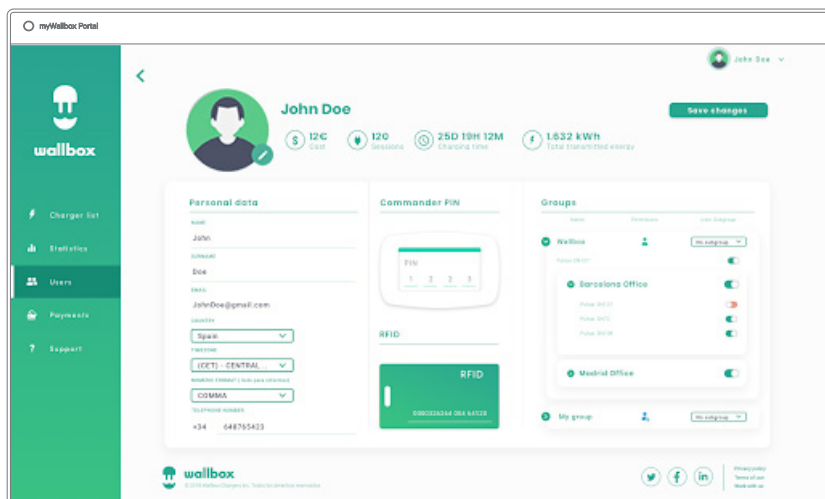 myWallbox Portal
John Doe
wallbox
Charger list
Statistics
Users
Payments
Support
John Doe
Save changes
12€
Cost
120
Sessions
25D 19H 12M
Charging time
1.632 kWh
Total transmitted energy
Personal data
NAME
John
SURNAME
Doe
EMAIL
JohnDoe@gmail.com
COUNTRY
Spain
TIMEZONE
(CET) - CENTRAL ...
COMMA
TELEPHONE NUMBER
+34 648765433
Commander PIN
PIN
1 2 2 3
RFID
RFID
Groups
Name
Permissions
Wallbox
No subgroup
Barcelona Office
Madrid Office
My group
No subgroup
wallbox
Privacy policy
Terms of use
Work with us